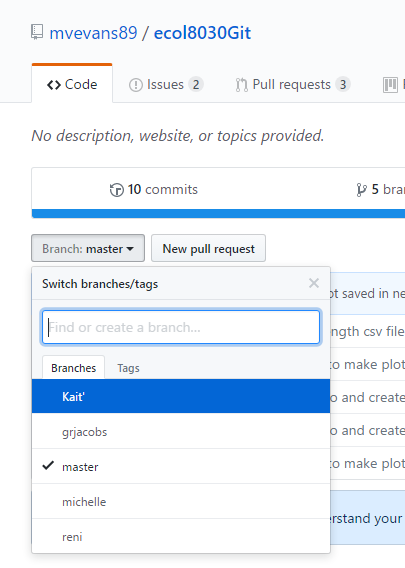 mvevans89 / ecol8030Git
Code Issues 2 Pull requests 3
No description, website, or topics provided.
10 commits 5 bra
Branch: master New pull request
Switch branches/tags
ot saved in ne
Find or create a branch...
ngth csv file
Branches Tags
to make plot
Kait'
o and create
grjacobs
o and create
master
to make plot
michelle
erstand your
reni